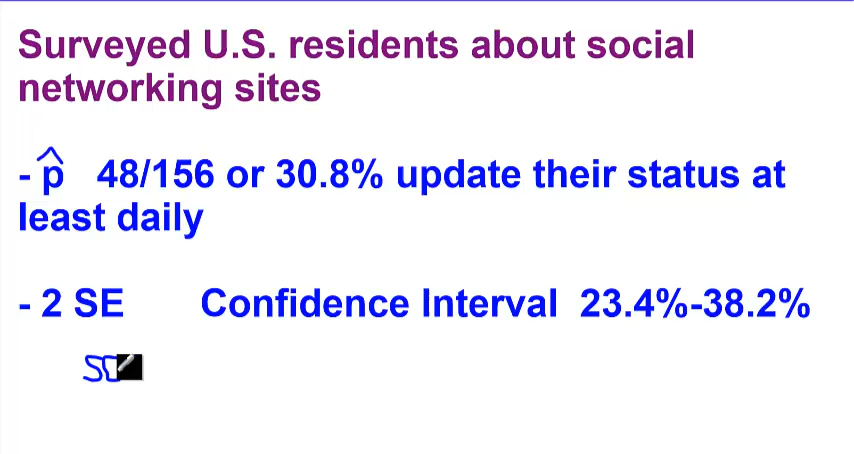 Surveyed U.S. residents about social
networking sites
- p̂ 48/156 or 30.8% update their status at
least daily
- 2 SE Confidence Interval 23.4%-38.2%